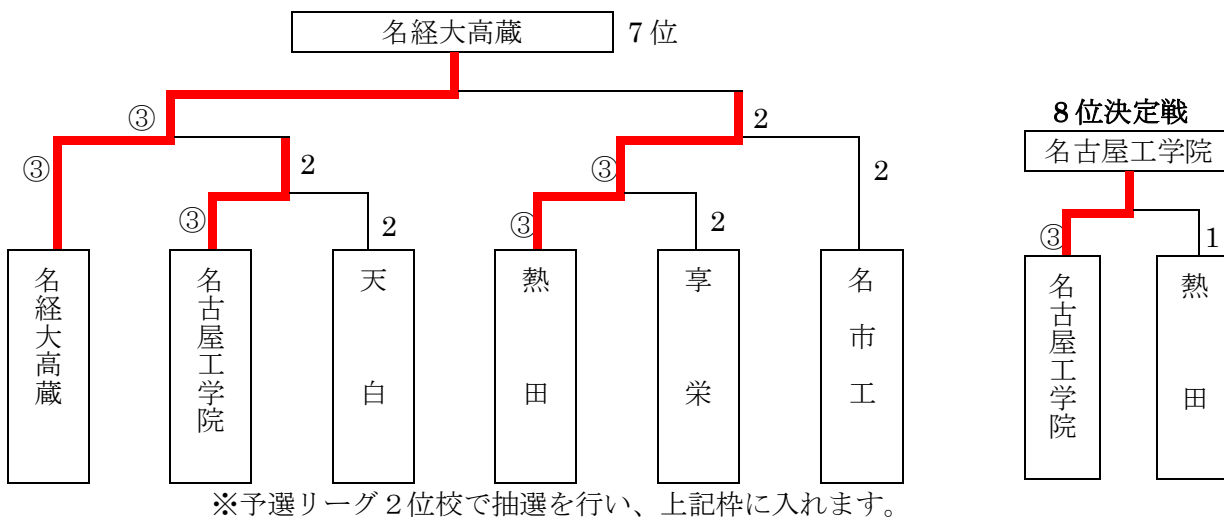 名経大高蔵 7位
③ 2
8位決定戦
名古屋工学院
③ 2 ③ 2
③ 2 ③ 2
③ 1
名経大高蔵
名古屋工学院
天白
熱田
享栄
名市工
名古屋工学院
熱田
※予選リーグ2位校で抽選を行い、上記枠に入れます。